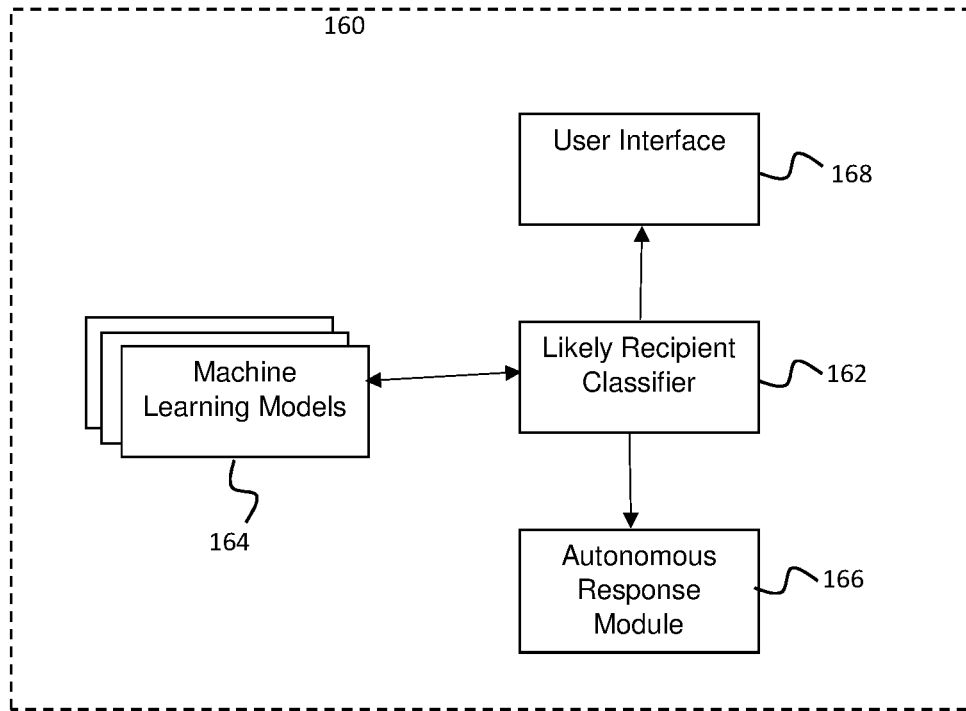 160
User Interface
168
Likely Recipient
Classifier
162
Machine
Learning Models
164
Autonomous
Response
Module
166